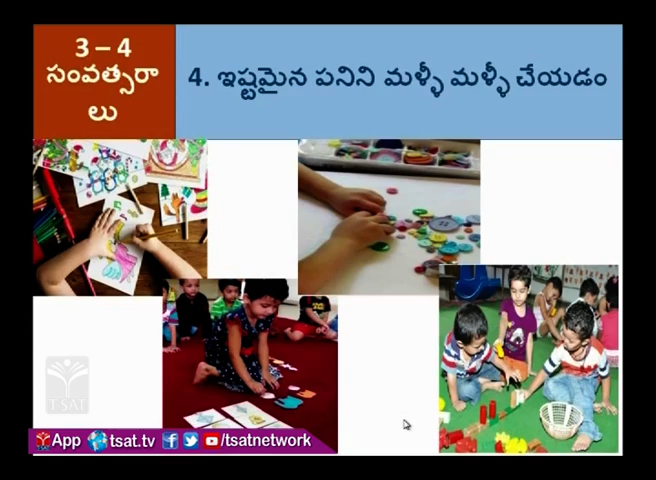 3 – 4
సంవత్సరా
లు
4. ఇష్టమైన పనిని మళ్ళీ మళ్ళీ చేయడం
T-SAT
App tsat.tv /tsatnetwork